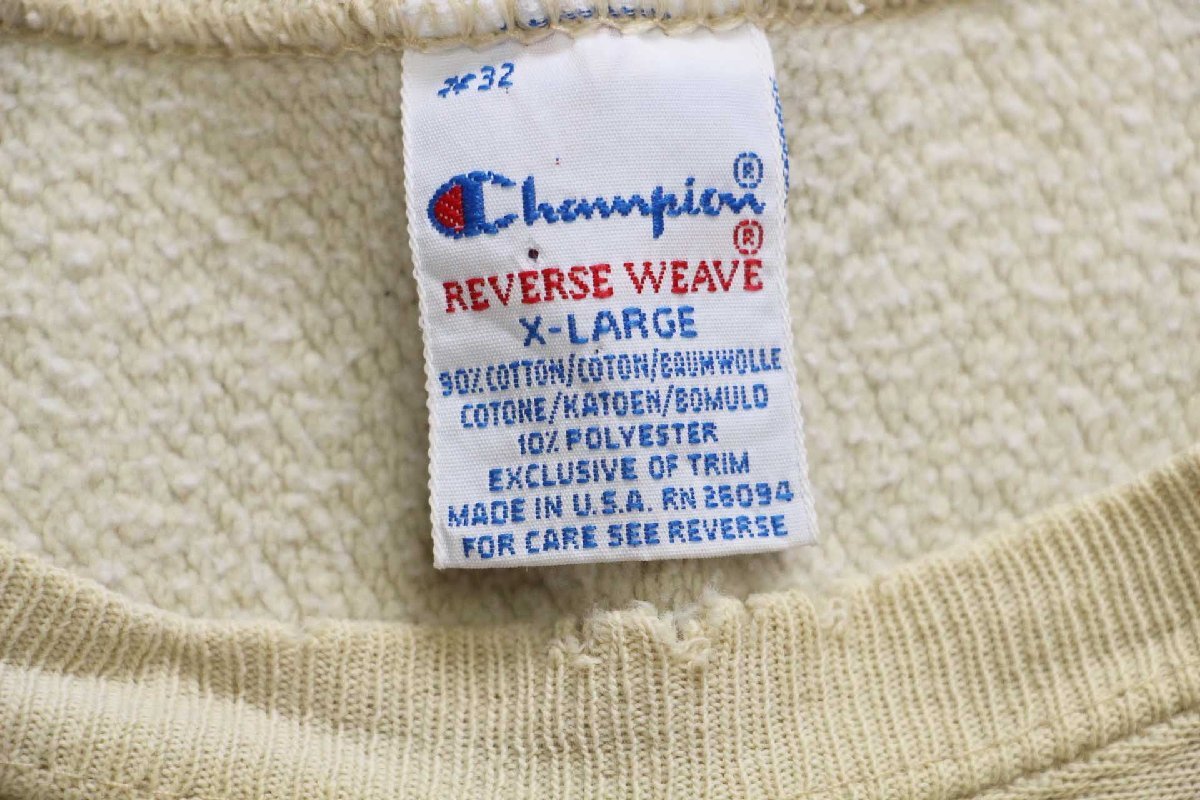 #32
Champion®
®
REVERSE WEAVE
X-LARGE
90% COTTON/COTON/BAUMWOLLE
COTONE/KATOEN/BOMULD
10% POLYESTER
EXCLUSIVE OF TRIM
MADE IN U.S.A. RN 26094
FOR CARE SEE REVERSE